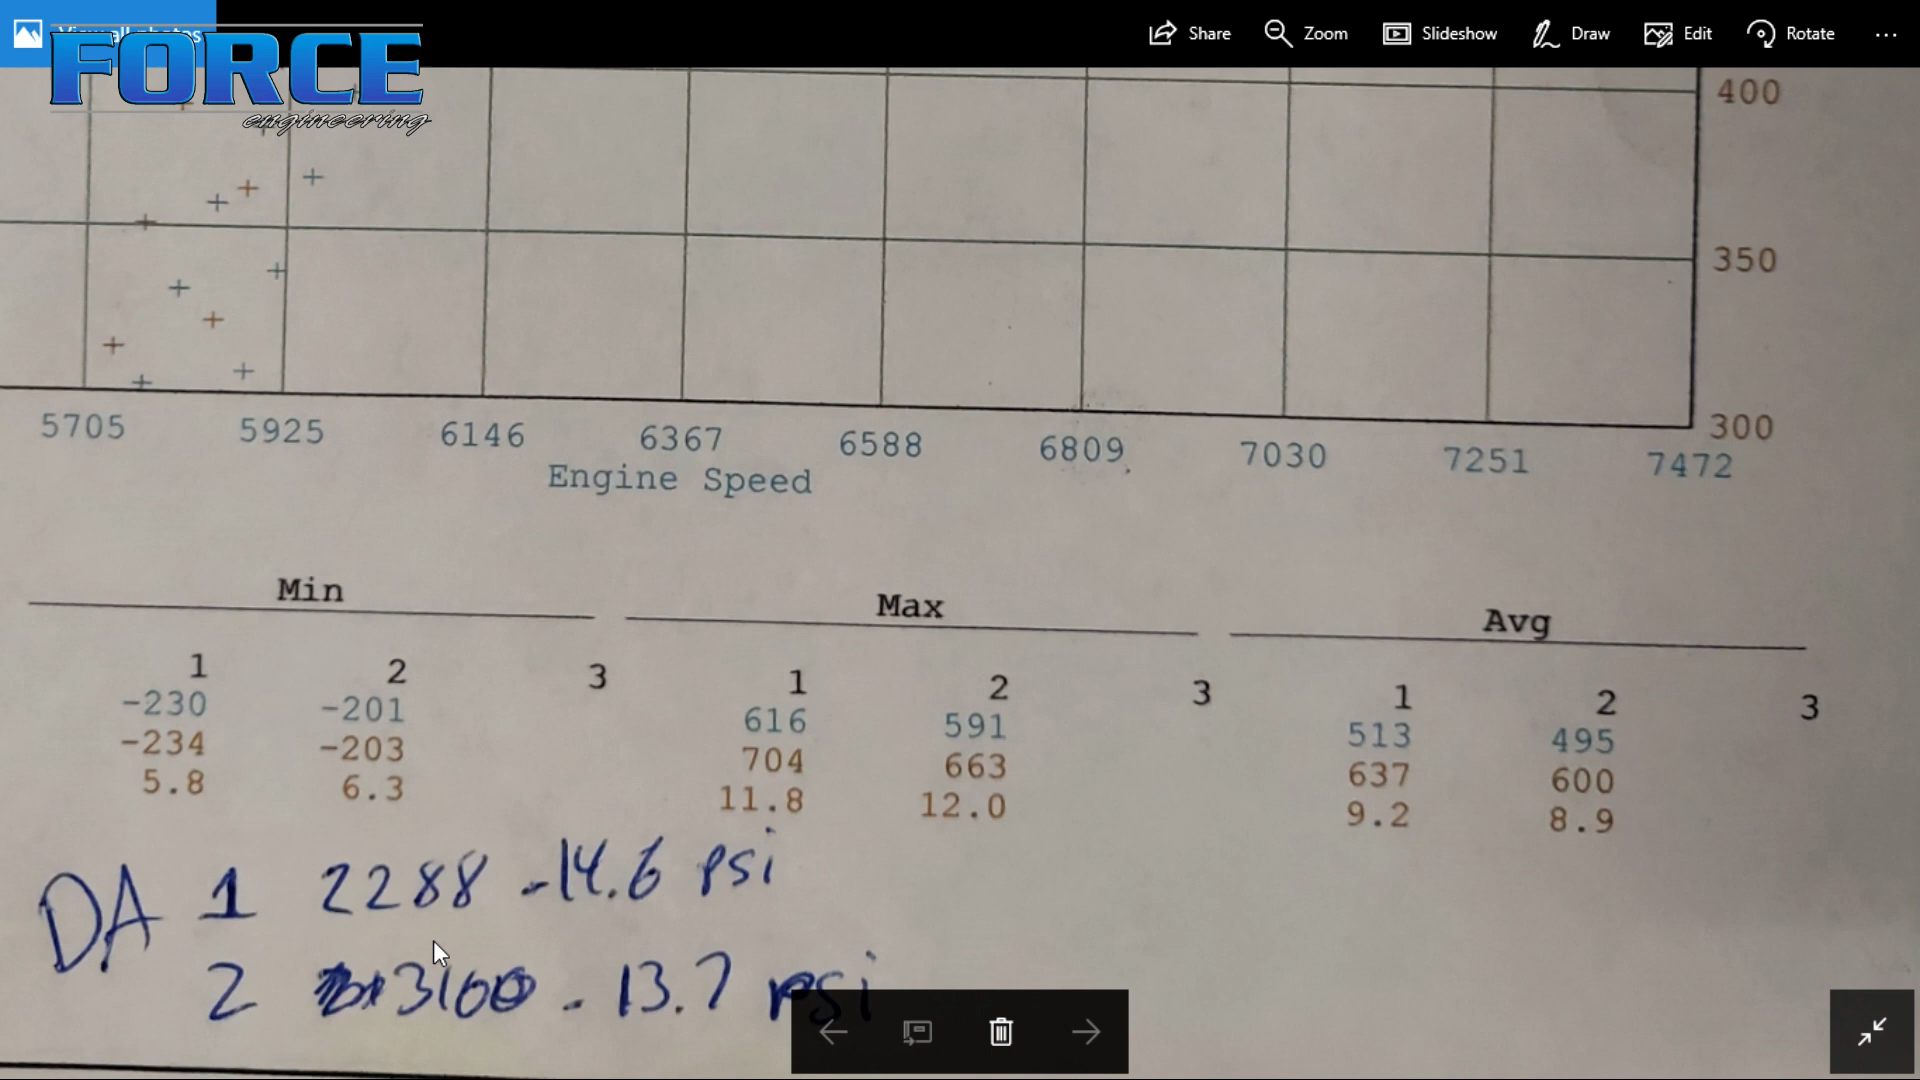 View all photos
Share Zoom Slideshow Draw Edit Rotate
FORCE
engineering
400
350
300
5705 5925 6146 6367 6588 6809 7030 7251 7472
Engine Speed
Min Max Avg
1 2 3 1 2 3 1 2 3
-230 -201 616 591 513 495
-234 -203 704 663 637 600
5.8 6.3 11.8 12.0 9.2 8.9
DA 1 2288 - 14.6 psi
2 3100 - 13.7 psi